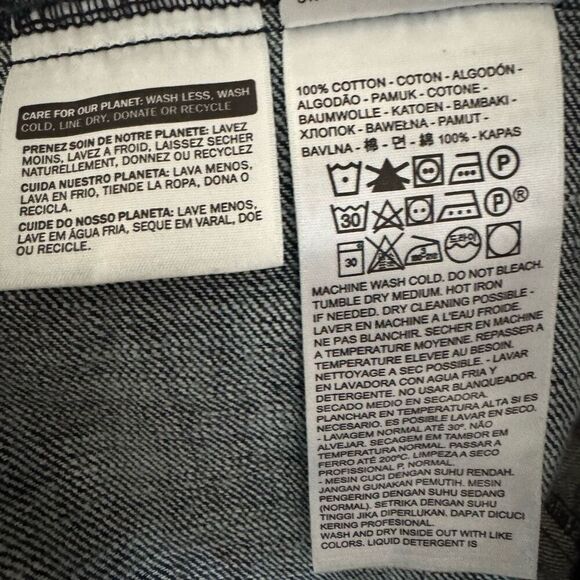 CARE FOR OUR PLANET: WASH LESS, WASH
COLD, LINE DRY, DONATE OR RECYCLE
PRENEZ SOIN DE NOTRE PLANETE: LAVEZ
MOINS, LAVEZ À FROID, LAISSEZ SECHER
NATURELLEMENT, DONNEZ OU RECYCLEZ
CUIDA NUESTRO PLANETA: LAVA MENOS,
LAVA EN FRIO, TIENDE LA ROPA, DONA O
RECICLA.
CUIDE DO NOSSO PLANETA: LAVE MENOS,
LAVE EM ÁGUA FRIA, SEQUE EM VARAL, DOE
OU RECICLE.
100% COTTON - COTON - ALGODÓN -
ALGODÃO - PAMUK - COTONE -
BAUMWOLLE - KATOEN - BAMBAKI -
ХЛОПОК - BAWEŁNA - PAMUT -
BAVLNA - 棉 - 면 - 綿 100% - KAPAS
P
30 P ®
30 3 드라이
MACHINE WASH COLD. DO NOT BLEACH.
TUMBLE DRY MEDIUM. HOT IRON
IF NEEDED. DRY CLEANING POSSIBLE -
LAVER EN MACHINE A L'EAU FROIDE.
NE PAS BLANCHIR. SECHER EN MACHINE
A TEMPERATURE MOYENNE. REPASSER A
TEMPERATURE ELEVEE AU BESOIN.
NETTOYAGE A SEC POSSIBLE - LAVAR
EN LAVADORA CON AGUA FRIA Y
DETERGENTE. NO USAR BLANQUEADOR.
SECADO MEDIO EN SECADORA.
PLANCHAR EN TEMPERATURA ALTA SI ES
NECESARIO. ES POSIBLE LAVAR EN SECO.
- LAVAGEM NORMAL ATÉ 30º. NÃO
ALVEJAR. SECAGEM EM TAMBOR EM
TEMPERATURA NORMAL. PASSAR A
FERRO ATÉ 200ºC. LIMPEZA A SECO
PROFISSIONAL P. NORMAL.
- MESIN CUCI DENGAN SUHU RENDAH.
JANGAN GUNAKAN PEMUTIH. MESIN
PENGERING DENGAN SUHU SEDANG
(NORMAL). SETRIKA DENGAN SUHU
TINGGI JIKA DIPERLUKAN. DAPAT DICUCI
KERING PROFESIONAL.
WASH AND DRY INSIDE OUT WITH LIKE
COLORS. LIQUID DETERGENT IS